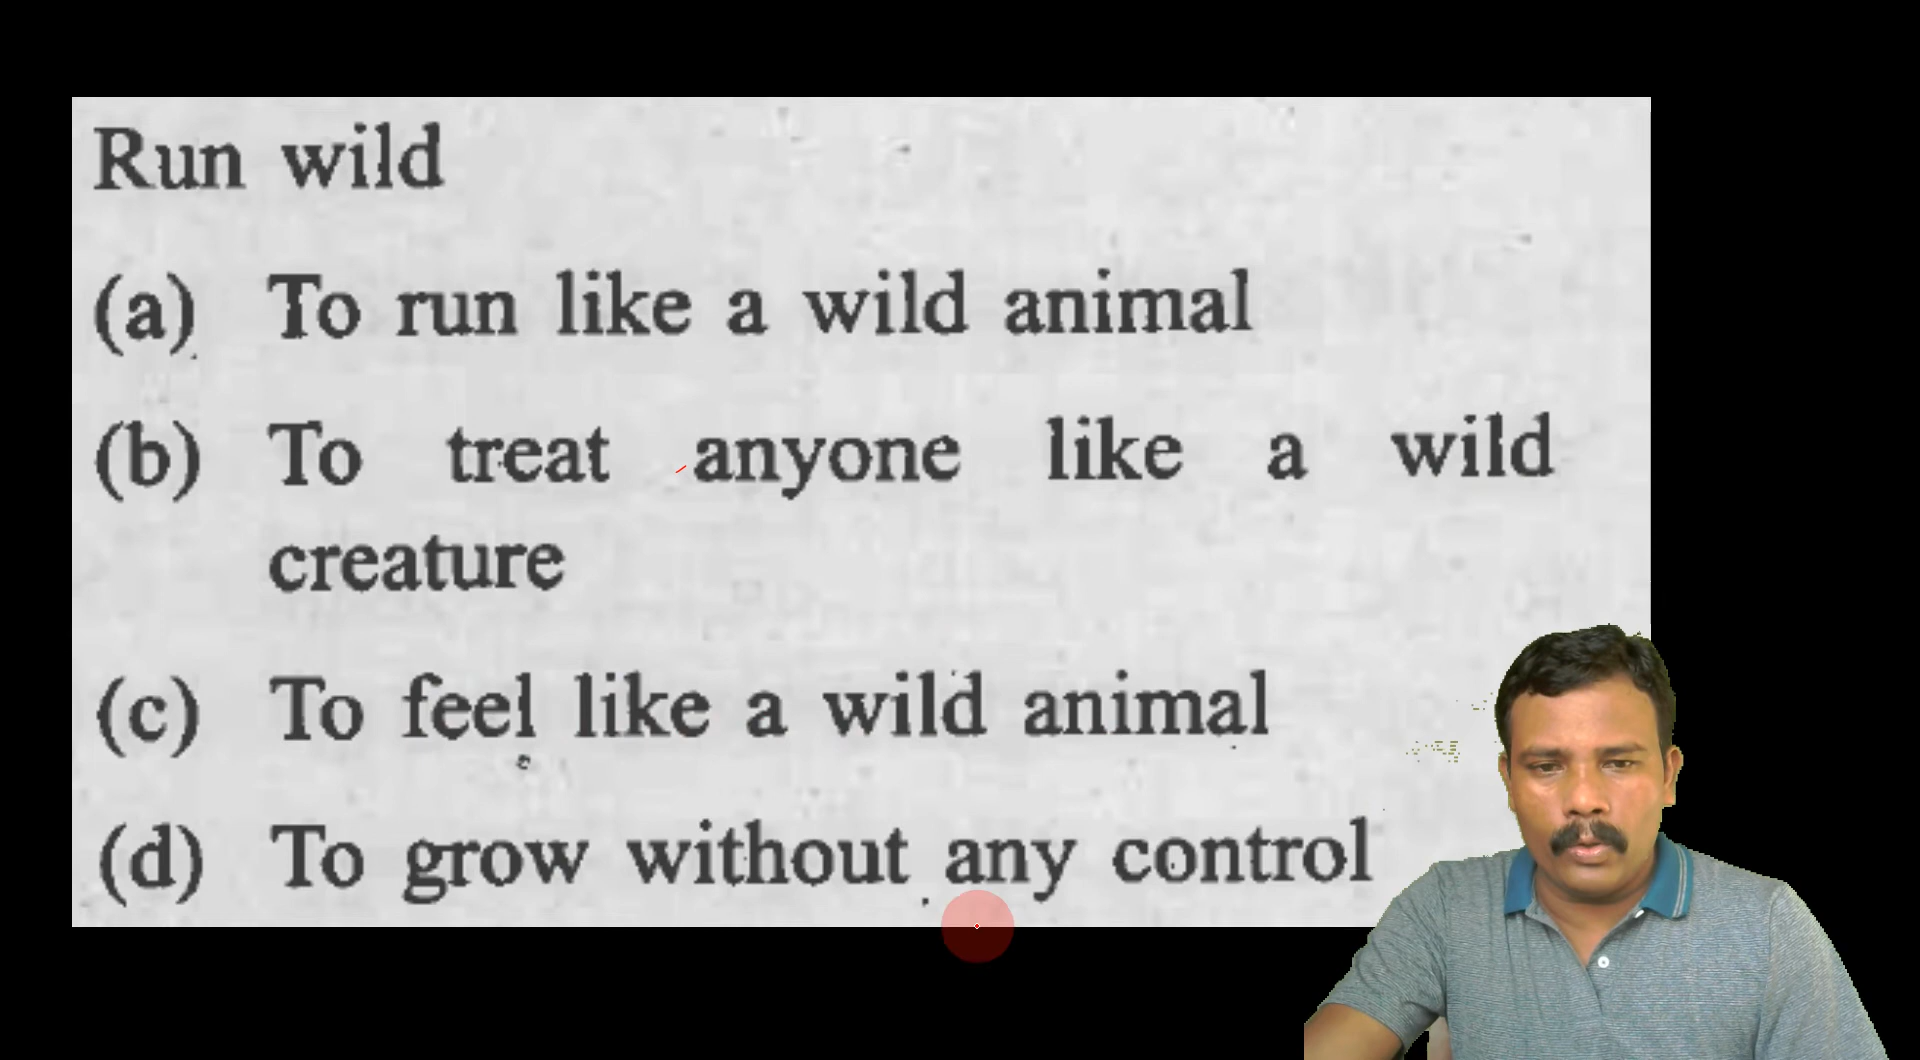 Run wild
(a) To run like a wild animal
(b) To treat anyone like a wild
creature
(c) To feel like a wild animal
(d) To grow without any control